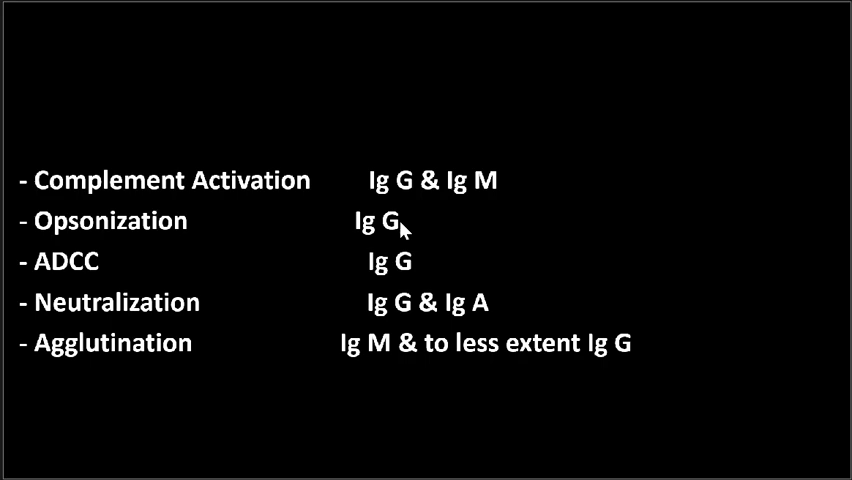 - Complement Activation Ig G & Ig M
- Opsonization Ig G
- ADCC Ig G
- Neutralization Ig G & Ig A
- Agglutination Ig M & to less extent Ig G